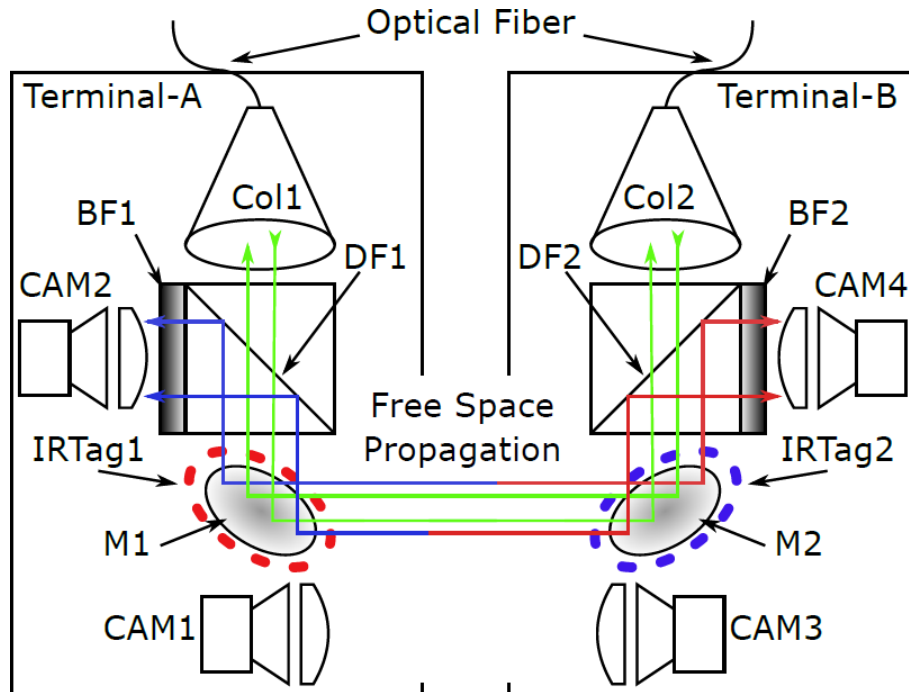 Optical Fiber
Terminal-A
Terminal-B
Col1
Col2
BF1
BF2
DF1
DF2
CAM2
CAM4
Free Space
Propagation
IRTag1
IRTag2
M1
M2
CAM1
CAM3